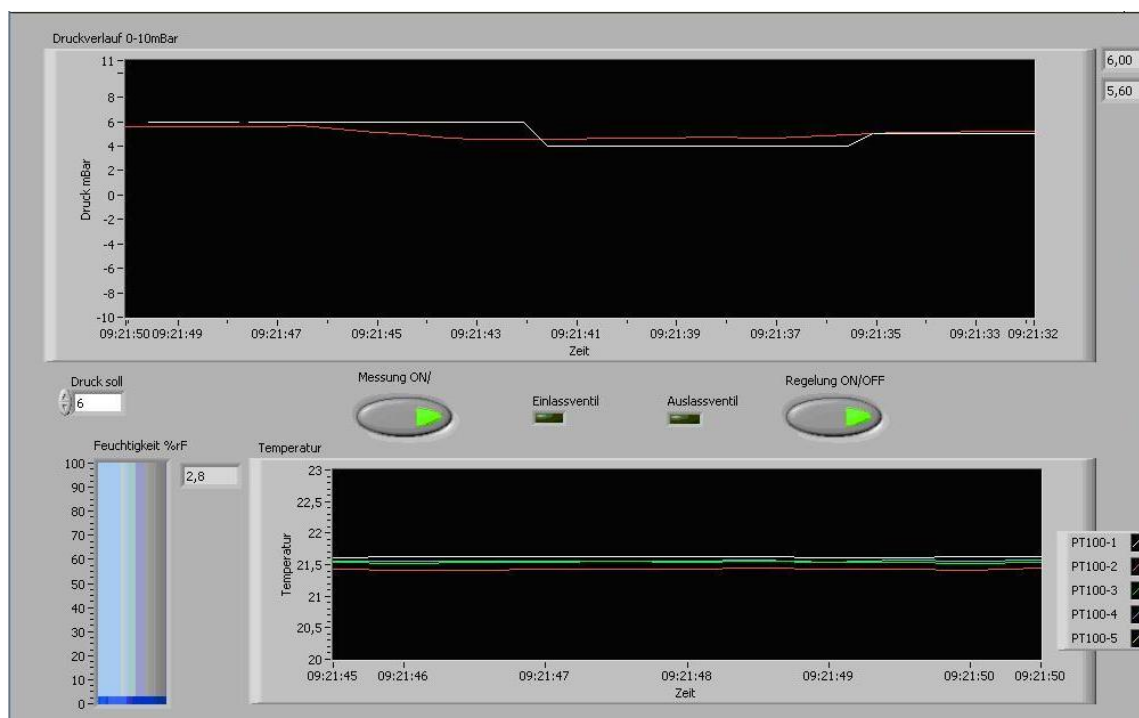 Druckverlauf 0-10mBar
6,00
5,60
Druck mBar
11
8
6
4
2
0
-2
-4
-6
-8
-10
09:21:50 09:21:49 09:21:47 09:21:45 09:21:43 09:21:41 09:21:39 09:21:37 09:21:35 09:21:33 09:21:32
Zeit
Druck soll
6
Messung ON/
Einlassventil
Auslassventil
Regelung ON/OFF
Feuchtigkeit %rF
100
90
80
70
60
50
40
30
20
10
0
2,8
Temperatur
Temperatur
23
22,5
22
21,5
21
20,5
20
09:21:45 09:21:46 09:21:47 09:21:48 09:21:49 09:21:50 09:21:50
Zeit
PT100-1
PT100-2
PT100-3
PT100-4
PT100-5